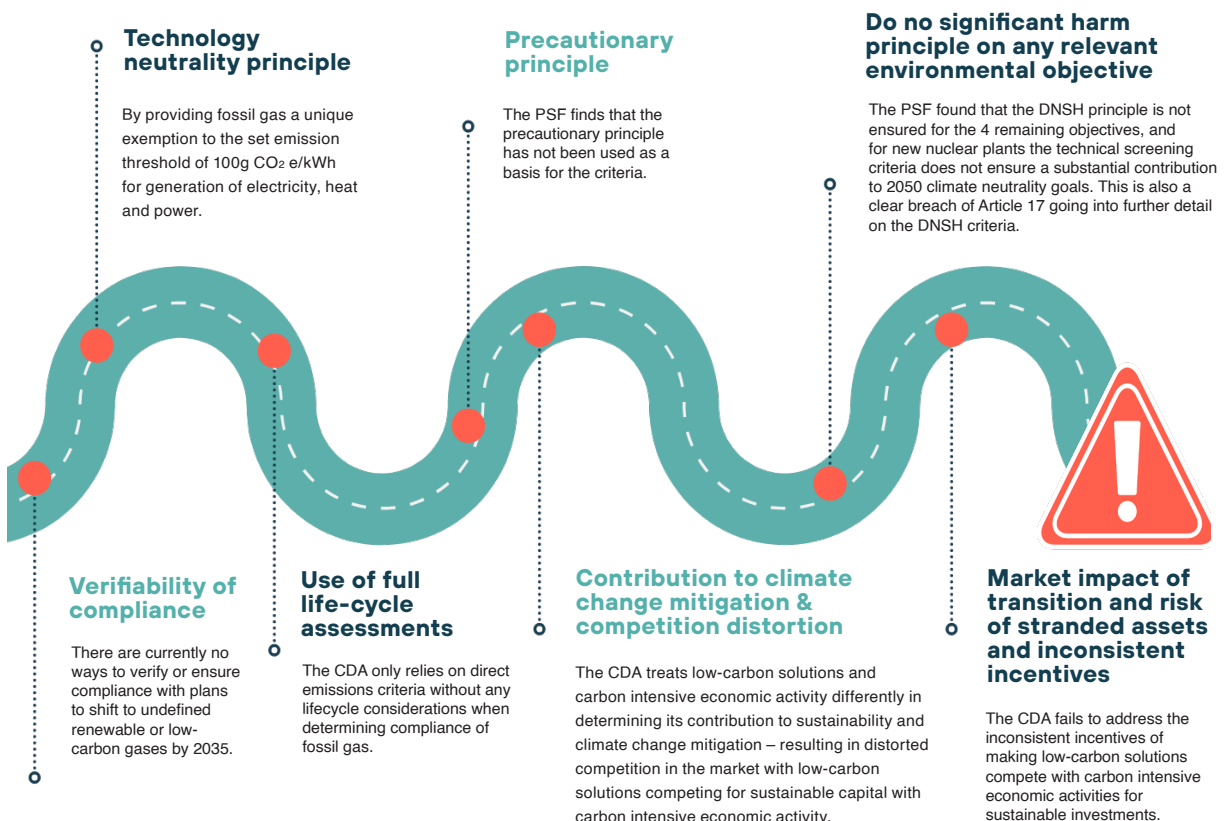 Technology
neutrality principle
By providing fossil gas a unique
exemption to the set emission
threshold of 100g CO₂ e/kWh
for generation of electricity, heat
and power.
Precautionary
principle
The PSF finds that the
precautionary principle
has not been used as a
basis for the criteria.
Do no significant harm
principle on any relevant
environmental objective
The PSF found that the DNSH principle is not
ensured for the 4 remaining objectives, and
for new nuclear plants the technical screening
criteria does not ensure a substantial contribution
to 2050 climate neutrality goals. This is also a
clear breach of Article 17 going into further detail
on the DNSH criteria.
Verifiability of
compliance
There are currently no
ways to verify or ensure
compliance with plans
to shift to undefined
renewable or low-
carbon gases by 2035.
Use of full
life-cycle
assessments
The CDA only relies on direct
emissions criteria without any
lifecycle considerations when
determining compliance of
fossil gas.
Contribution to climate
change mitigation &
competition distortion
The CDA treats low-carbon solutions and
carbon intensive economic activity differently in
determining its contribution to sustainability and
climate change mitigation – resulting in distorted
competition in the market with low-carbon
solutions competing for sustainable capital with
carbon intensive economic activity.
Market impact of
transition and risk
of stranded assets
and inconsistent
incentives
The CDA fails to address the
inconsistent incentives of
making low-carbon solutions
compete with carbon intensive
economic activities for
sustainable investments.